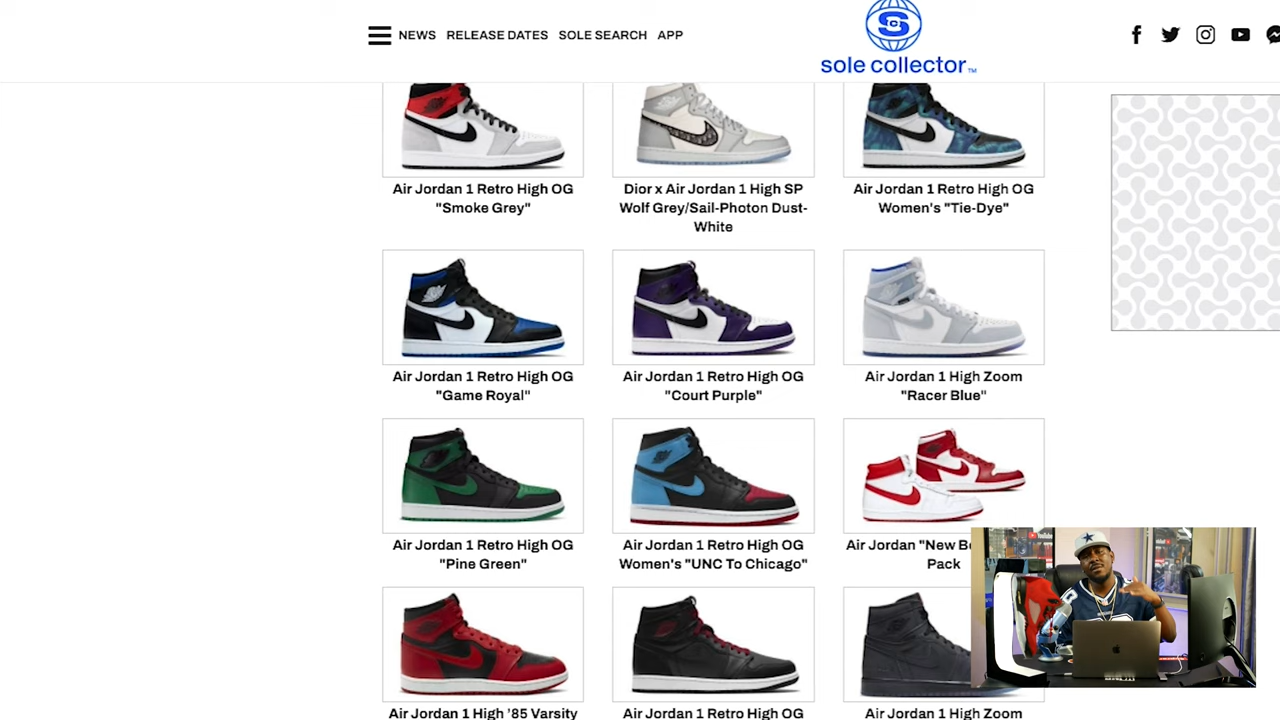 NEWS RELEASE DATES SOLE SEARCH APP
S
sole collector™
Air Jordan 1 Retro High OG
"Smoke Grey"
Dior x Air Jordan 1 High SP
Wolf Grey/Sail-Photon Dust-
White
Air Jordan 1 Retro High OG
Women's "Tie-Dye"
Air Jordan 1 Retro High OG
"Game Royal"
Air Jordan 1 Retro High OG
"Court Purple"
Air Jordan 1 High Zoom
"Racer Blue"
Air Jordan 1 Retro High OG
"Pine Green"
Air Jordan 1 Retro High OG
Women's "UNC To Chicago"
Air Jordan "New
Pack
Air Jordan 1 High '85 Varsity
Air Jordan 1 Retro High OG
Air Jordan 1 High Zoom